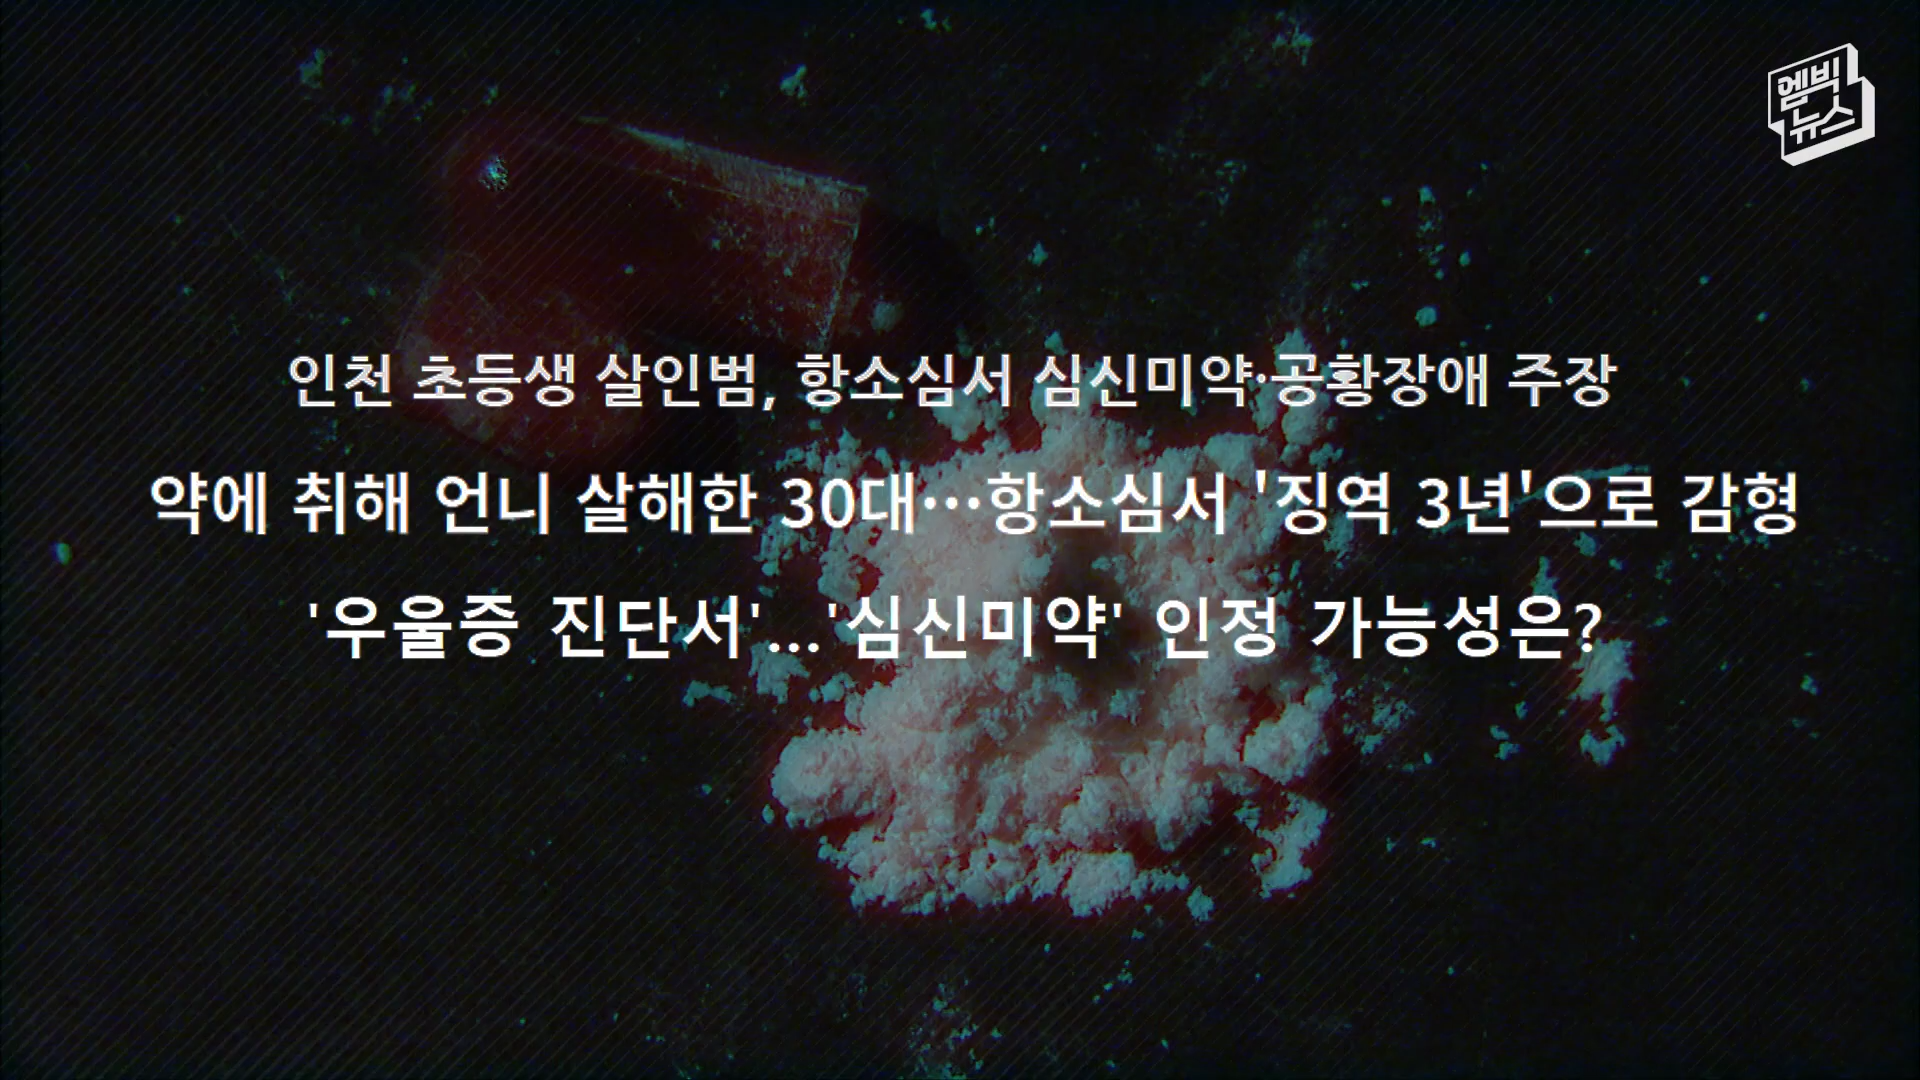 엠빅
뉴스
인천 초등생 살인범, 항소심서 심신미약·공황장애 주장
약에 취해 언니 살해한 30대…항소심서 '징역 3년'으로 감형
'우울증 진단서'...'심신미약' 인정 가능성은?